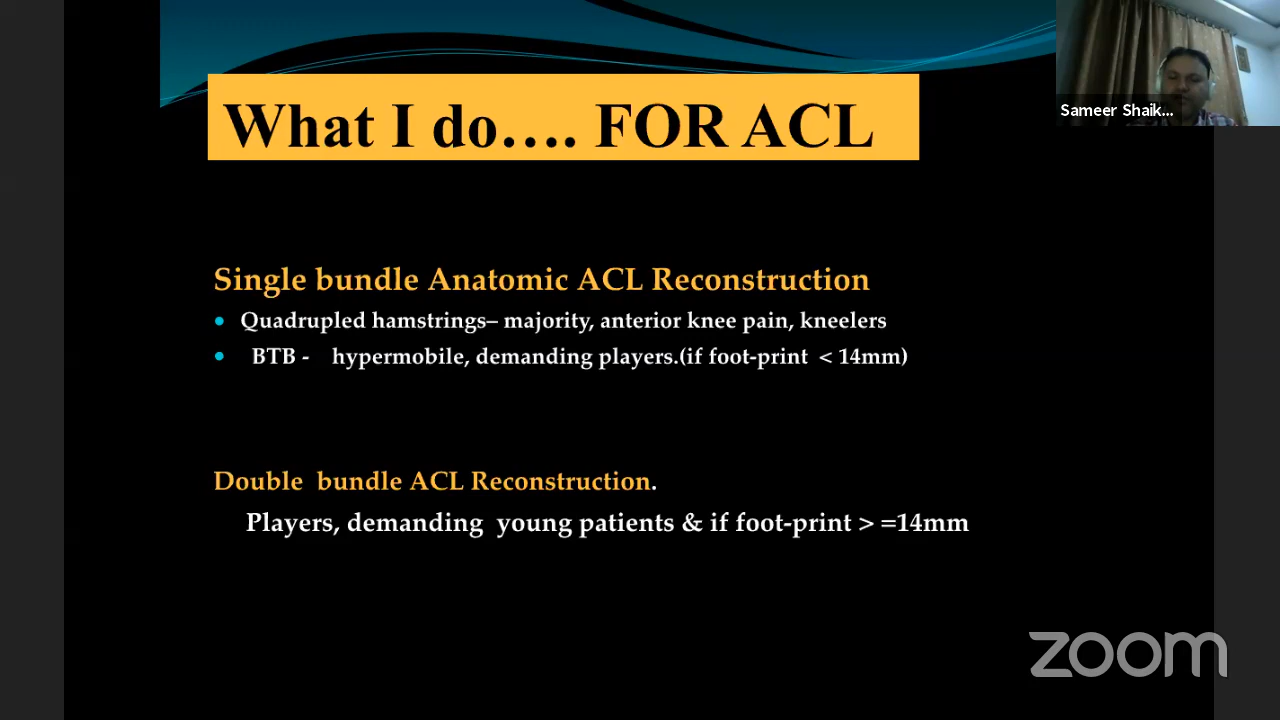 What I do…. FOR ACL
Sameer Shaik...
Single bundle Anatomic ACL Reconstruction
• Quadrupled hamstrings– majority, anterior knee pain, kneelers
• BTB - hypermobile, demanding players.(if foot-print < 14mm)
Double bundle ACL Reconstruction.
Players, demanding young patients & if foot-print > =14mm
zoom